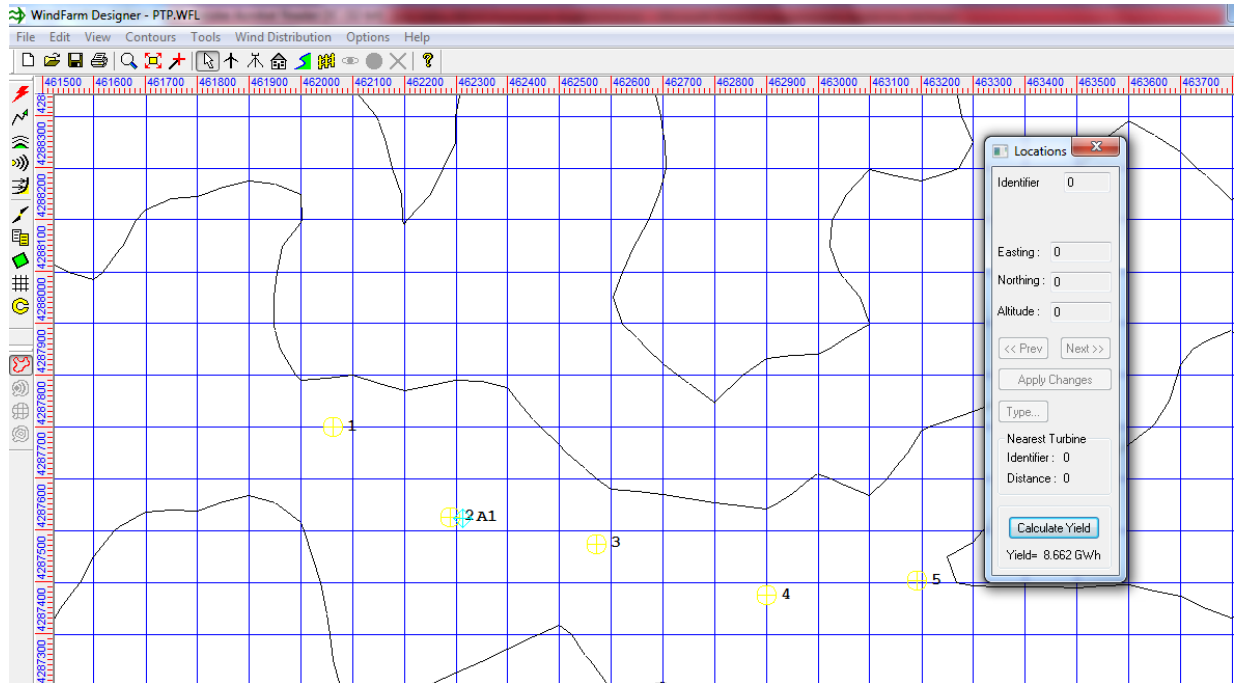 WindFarm Designer - PTP.WFL
File Edit View Contours Tools Wind Distribution Options Help
461500 461600 461700 461800 461900 462000 462100 462200 462300 462400 462500 462600 462700 462800 462900 463000 463100 463200 463300 463400 463500 463600 463700
4288300
4288200
4288100
4288000
4287900
4287800
4287700
4287600
4287500
4287400
4287300
1
2 A1
3
4
5
Locations
Identifier 0
Easting : 0
Northing : 0
Altitude : 0
<< Prev Next >>
Apply Changes
Type...
Nearest Turbine
Identifier : 0
Distance : 0
Calculate Yield
Yield= 8.662 GWh